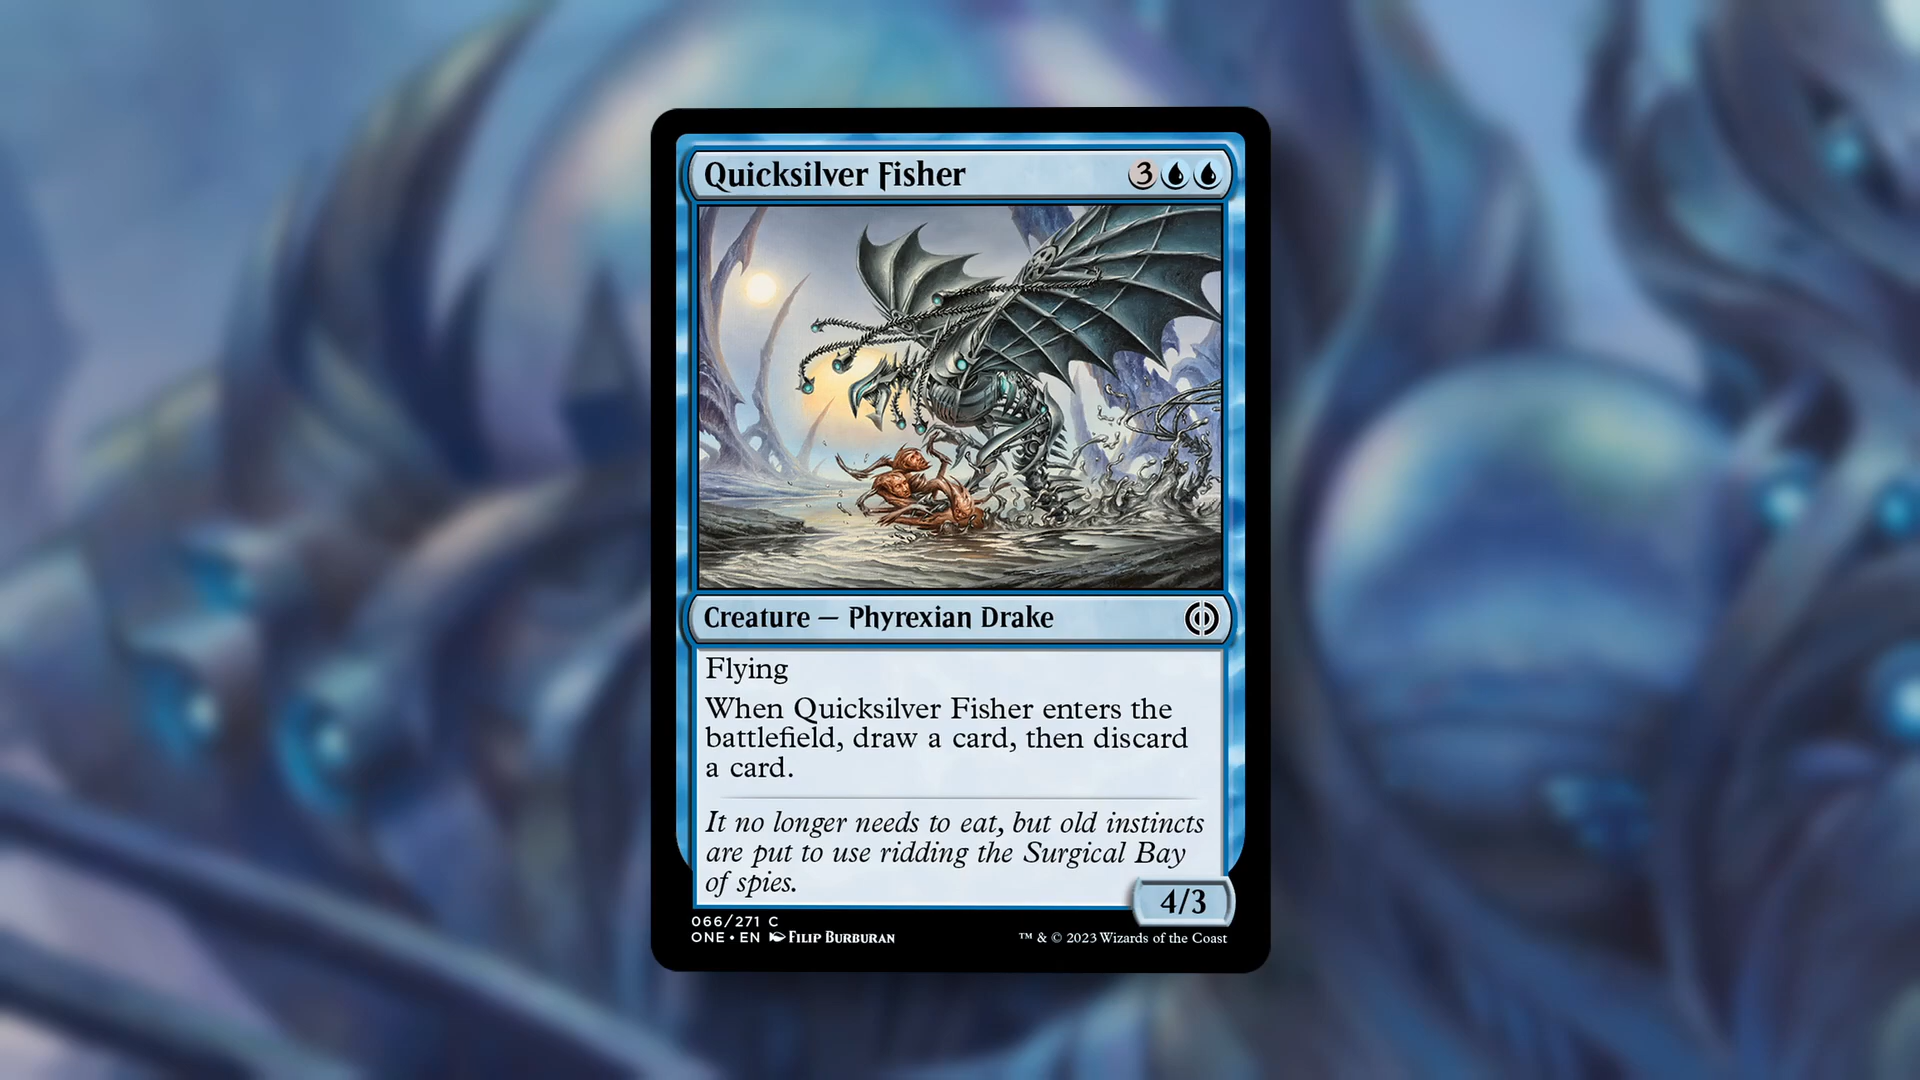 Quicksilver Fisher 3
Creature — Phyrexian Drake
Flying
When Quicksilver Fisher enters the
battlefield, draw a card, then discard
a card.
It no longer needs to eat, but old instincts
are put to use ridding the Surgical Bay
of spies.
4/3
066/271 C
ONE • EN Filip Burburan
™ & © 2023 Wizards of the Coast